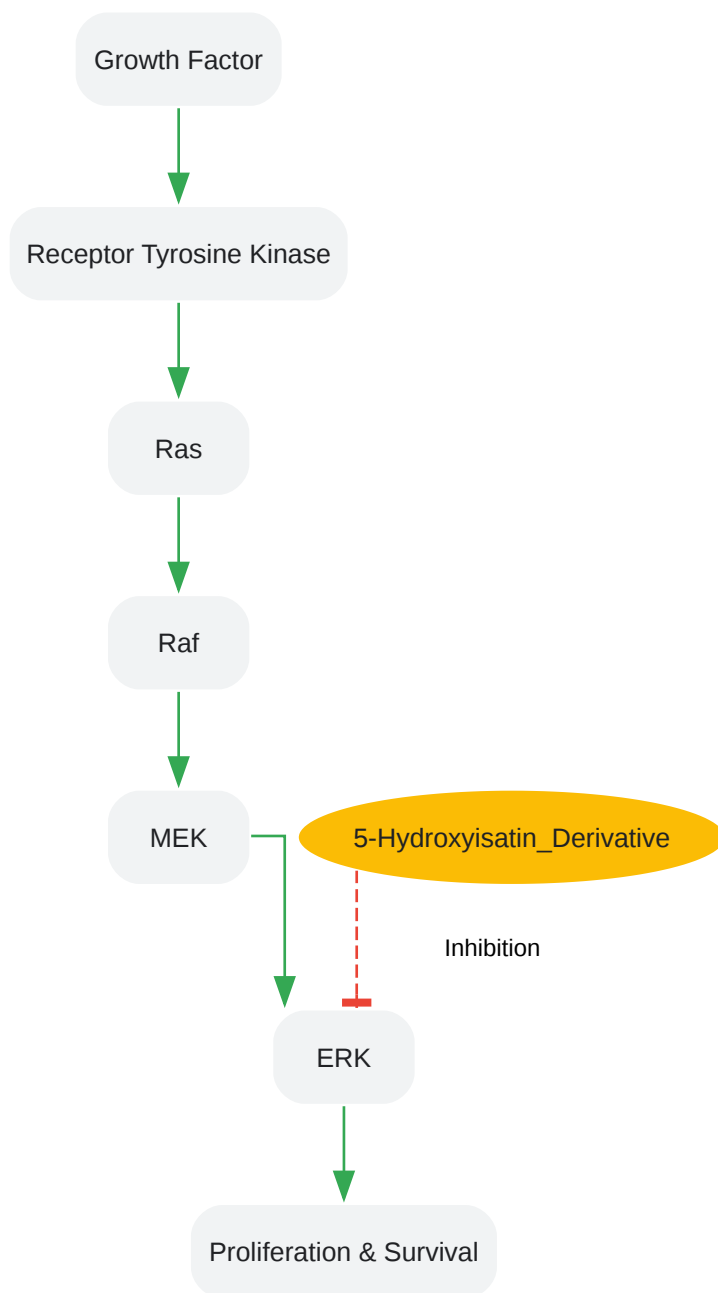 Growth Factor
Receptor Tyrosine Kinase
Ras
Raf
MEK
5-Hydroxyisatin_Derivative
Inhibition
ERK
Proliferation & Survival